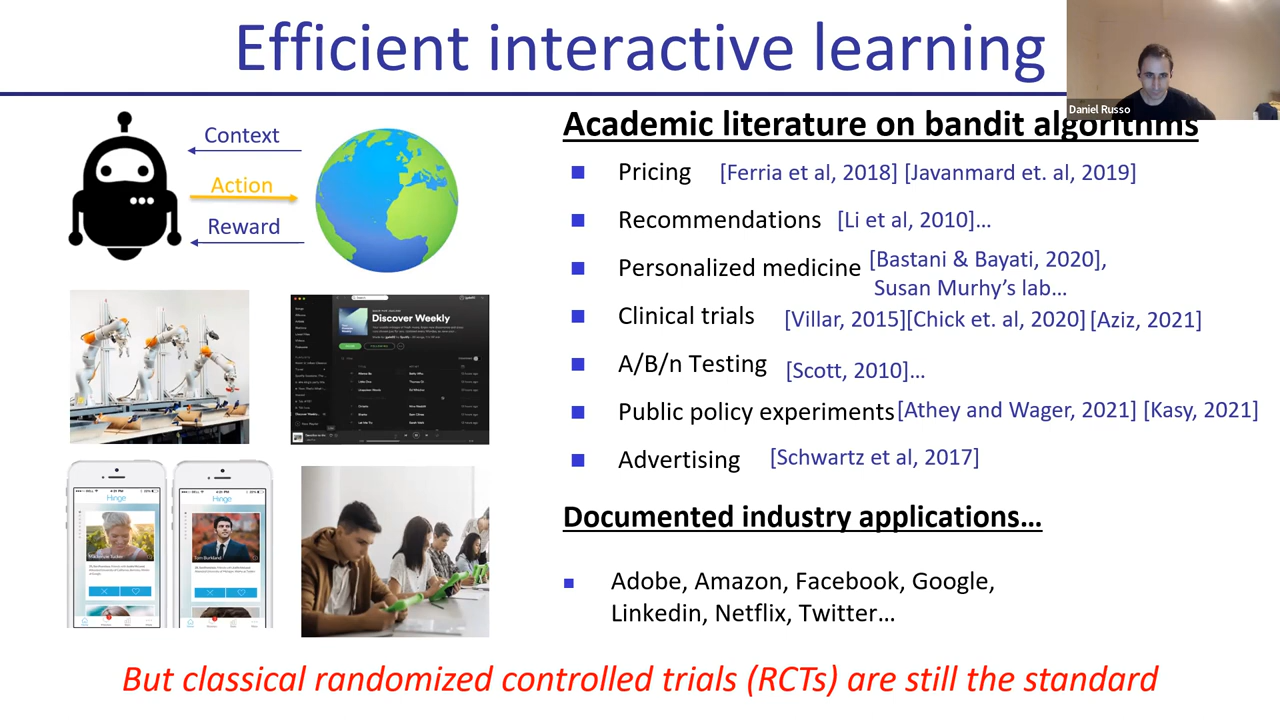 Efficient interactive learning
Daniel Russo
Context
Action
Reward
Academic literature on bandit algorithms
Pricing [Ferria et al, 2018] [Javanmard et. al, 2019]
Recommendations [Li et al, 2010]...
Personalized medicine [Bastani & Bayati, 2020],
Susan Murhy's lab...
Clinical trials [Villar, 2015][Chick et. al, 2020] [Aziz, 2021]
A/B/n Testing [Scott, 2010]...
Public policy experiments [Athey and Wager, 2021] [Kasy, 2021]
Advertising [Schwartz et al, 2017]
Discover Weekly
Hinge
Hinge
Mackenzie Tucker
Tom Burkland
Documented industry applications...
Adobe, Amazon, Facebook, Google,
Linkedin, Netflix, Twitter...
But classical randomized controlled trials (RCTs) are still the standard